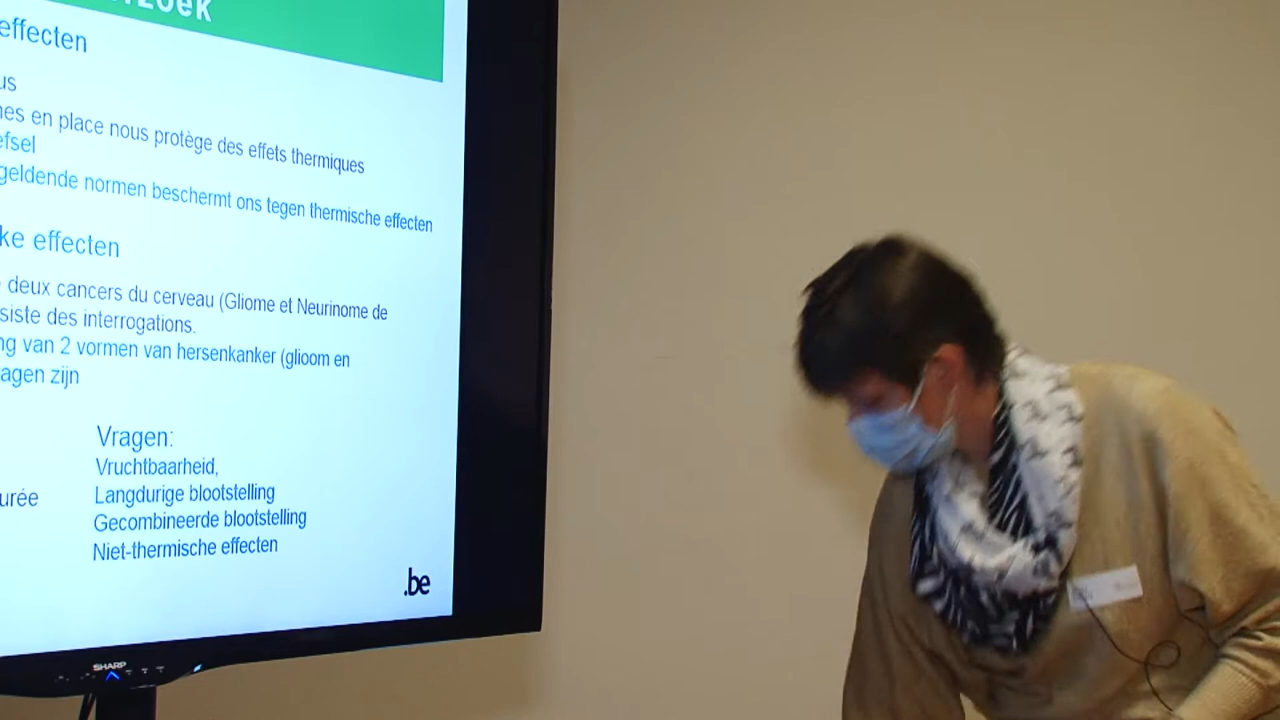 effecten
us
nes en place nous protège des effets thermiques
efsel
geldende normen beschermt ons tegen thermische effecten
ke effecten
deux cancers du cerveau (Gliome et Neurinome de
siste des interrogations.
ng van 2 vormen van hersenkanker (glioom en
agen zijn
Vragen:
Vruchtbaarheid,
urée
Langdurige blootstelling
Gecombineerde blootstelling
Niet-thermische effecten
.be
SHARP